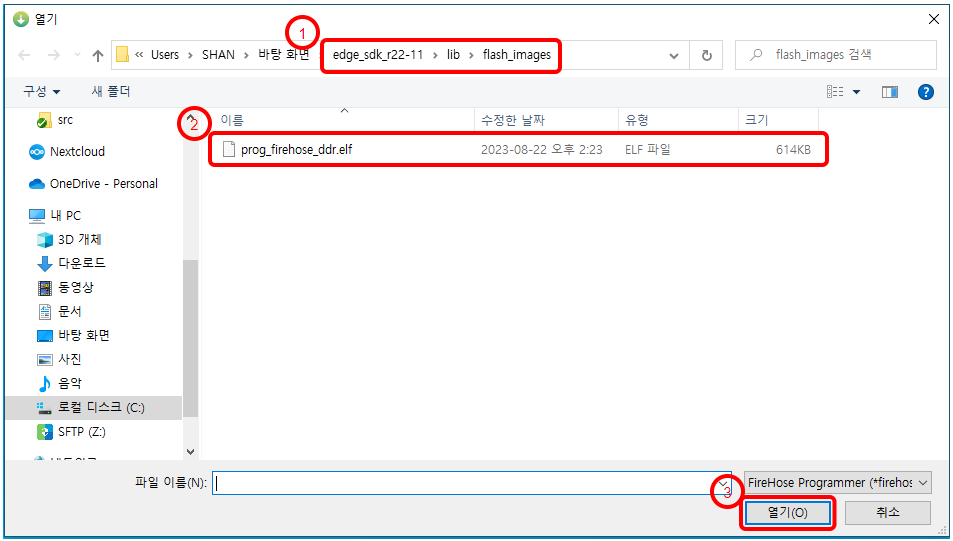 열기
1
Users
SHAN
바탕 화면
edge_sdk_r22-11
lib
flash_images
flash_images 검색
구성
새 폴더
src
Nextcloud
OneDrive - Personal
내 PC
3D 개체
다운로드
동영상
문서
바탕 화면
사진
음악
로컬 디스크 (C:)
SFTP (Z:)
2
이름
수정한 날짜
유형
크기
prog_firehose_ddr.elf
2023-08-22 오후 2:23
ELF 파일
614KB
파일 이름(N):
FireHose Programmer (*firehos
3
열기(O)
취소